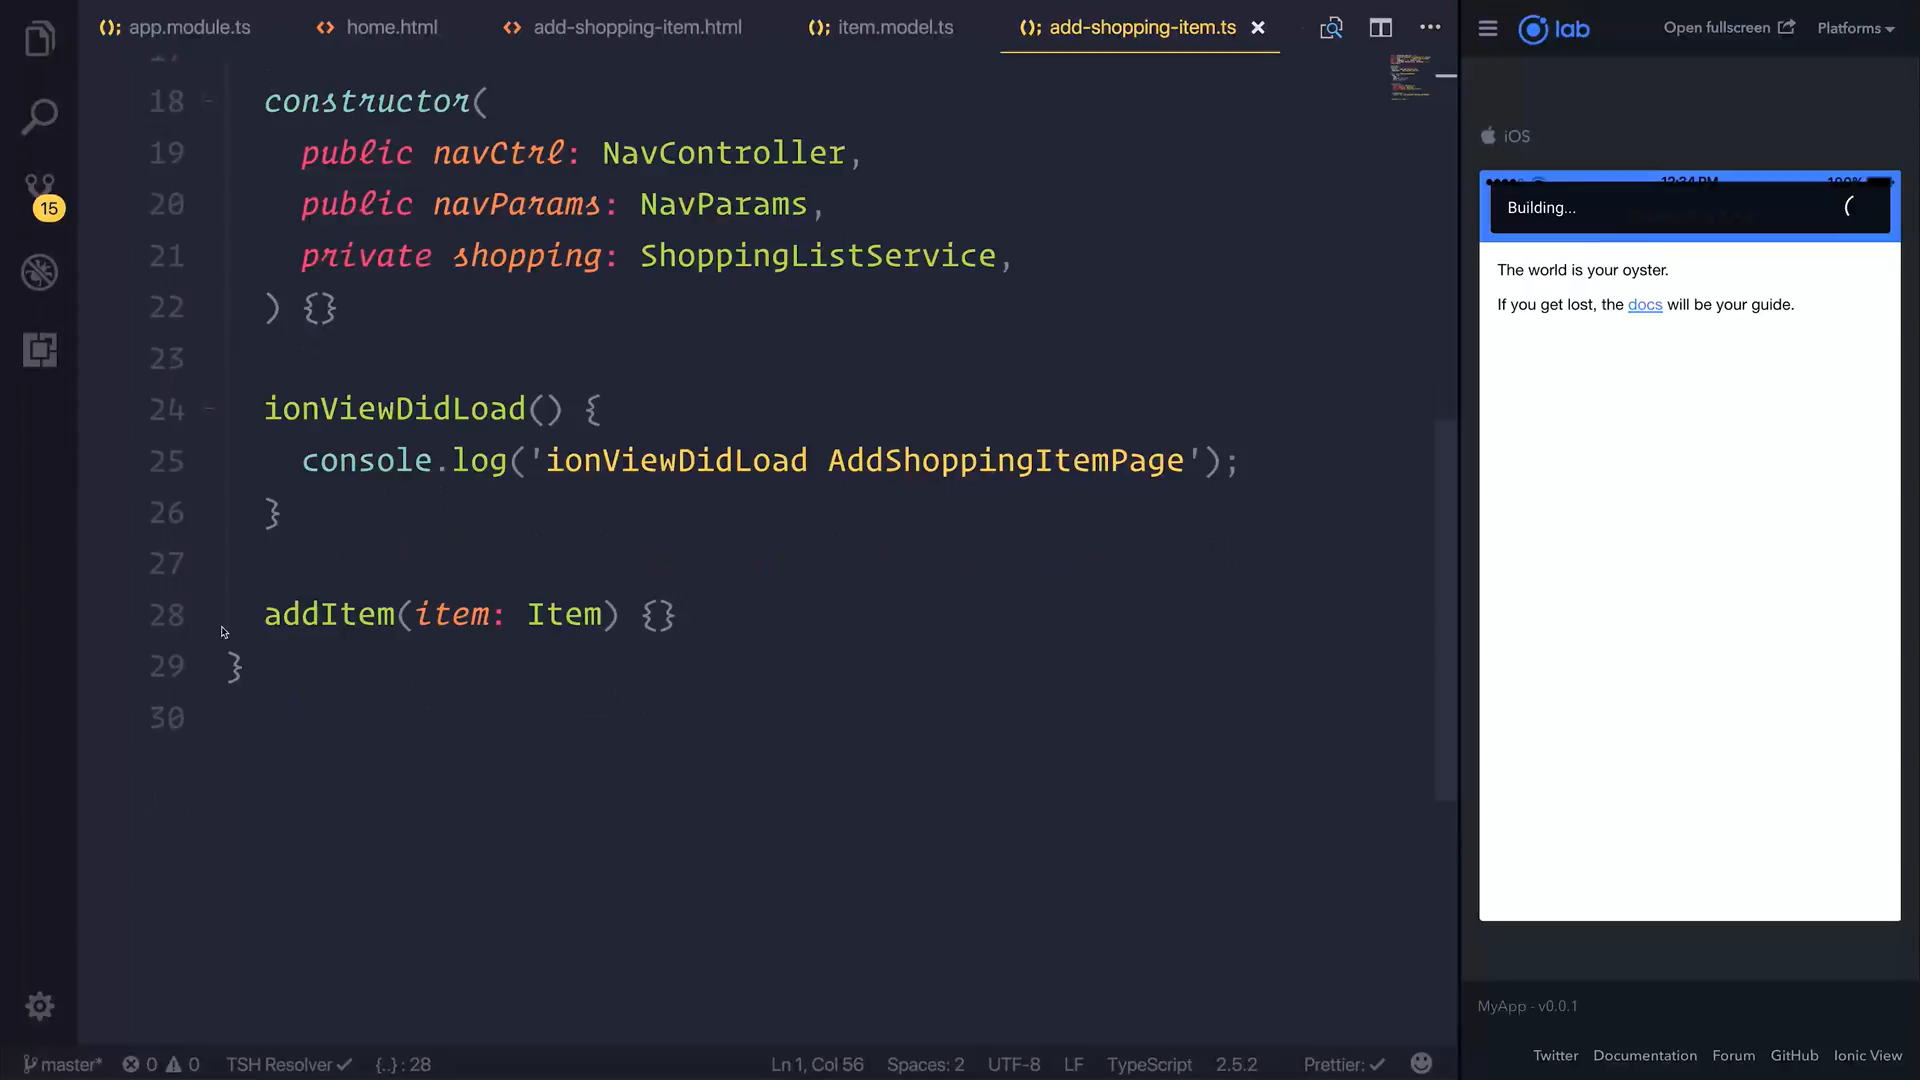 app.module.ts
home.html
add-shopping-item.html
item.model.ts
add-shopping-item.ts
lab
Open fullscreen
Platforms
18 constructor(
19 public navCtrl: NavController,
20 public navParams: NavParams,
21 private shopping: ShoppingListService,
22 ) {}
23
24 ionViewDidLoad() {
25 console.log('ionViewDidLoad AddShoppingItemPage');
26 }
27
28 addItem(item: Item) {}
29 }
30
15
iOS
Building...
The world is your oyster.
If you get lost, the docs will be your guide.
MyApp - v0.0.1
Twitter Documentation Forum GitHub Ionic View
master* 0 0 TSH Resolver {..} : 28 Ln 1, Col 56 Spaces: 2 UTF-8 LF TypeScript 2.5.2 Prettier: